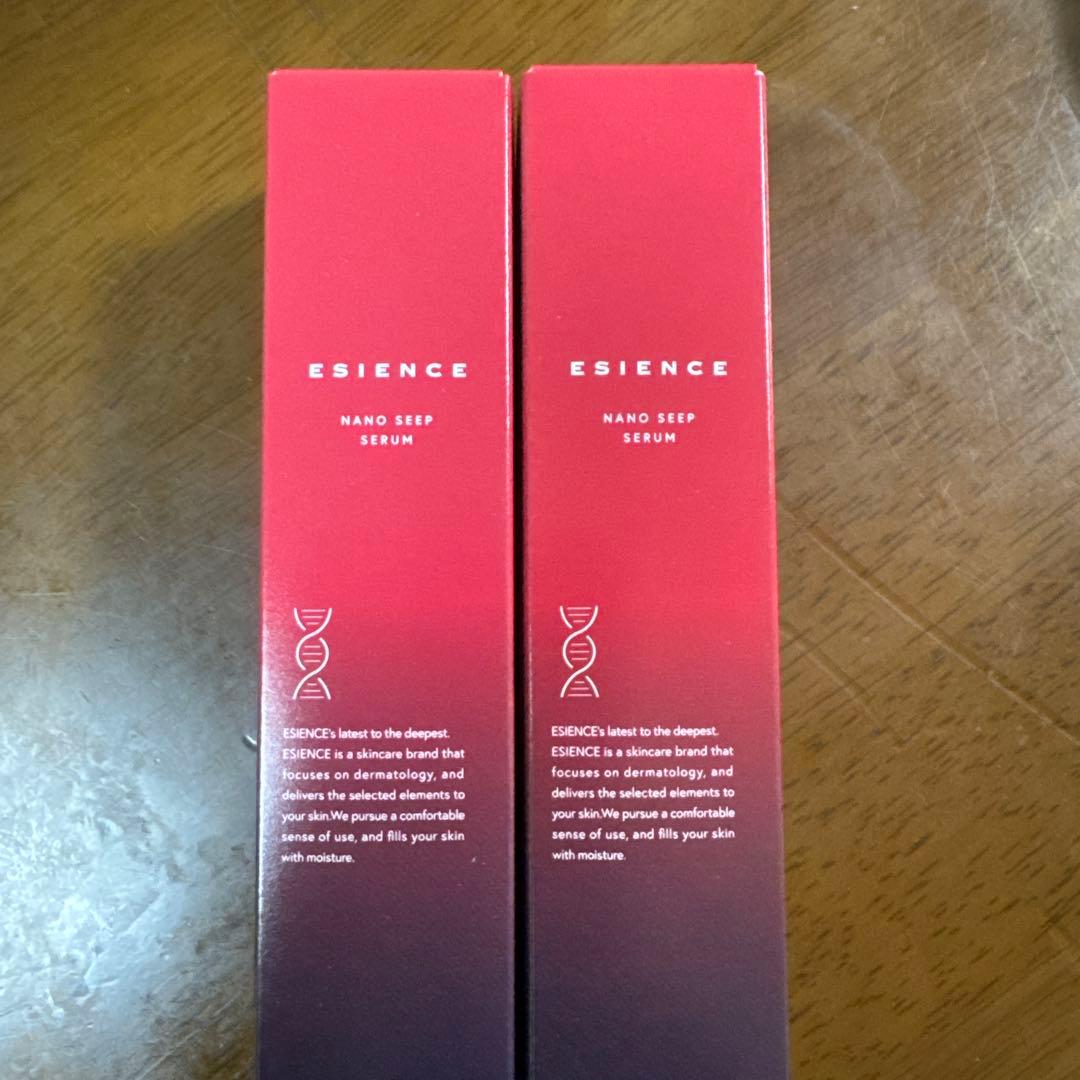 ESIENCE
NANO SEEP
SERUM
ESIENCE's latest to the deepest.
ESIENCE is a skincare brand that
focuses on dermatology, and
delivers the selected elements to
your skin.We pursue a comfortable
sense of use, and fills your skin
with moisture.
ESIENCE
NANO SEEP
SERUM
ESIENCE's latest to the deepest.
ESIENCE is a skincare brand that
focuses on dermatology, and
delivers the selected elements to
your skin.We pursue a comfortable
sense of use, and fills your skin
with moisture.